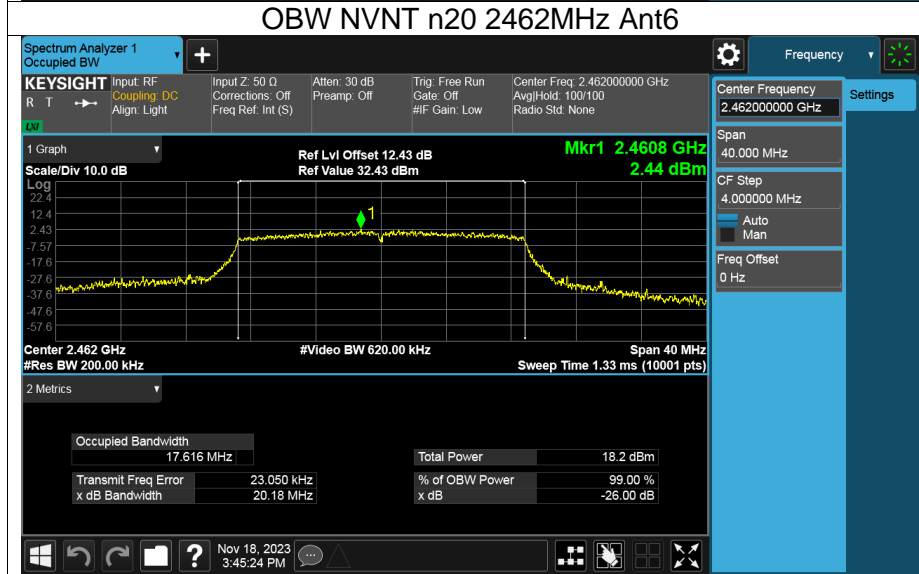 OBW NVNT n20 2462MHz Ant6
Spectrum Analyzer 1
Occupied BW
+
Frequency
KEYSIGHT
R T
LXI
Input: RF
Coupling: DC
Align: Light
Input Z: 50 Ω
Corrections: Off
Freq Ref: Int (S)
Atten: 30 dB
Preamp: Off
Trig: Free Run
Gate: Off
#IF Gain: Low
Center Freq: 2.462000000 GHz
Avg|Hold: 100/100
Radio Std: None
Center Frequency
2.462000000 GHz
Settings
Span
40.000 MHz
CF Step
4.000000 MHz
Auto
Man
Freq Offset
0 Hz
1 Graph
Scale/Div 10.0 dB
Ref Lvl Offset 12.43 dB
Ref Value 32.43 dBm
Mkr1 2.4608 GHz
2.44 dBm
Log
22.4
12.4
2.43
-7.57
-17.6
-27.6
-37.6
-47.6
-57.6
1
Center 2.462 GHz
#Video BW 620.00 kHz
Span 40 MHz
#Res BW 200.00 kHz
Sweep Time 1.33 ms (10001 pts)
2 Metrics
Occupied Bandwidth
17.616 MHz
Total Power 18.2 dBm
Transmit Freq Error 23.050 kHz
% of OBW Power 99.00 %
x dB Bandwidth 20.18 MHz
x dB -26.00 dB
?
Nov 18, 2023
3:45:24 PM